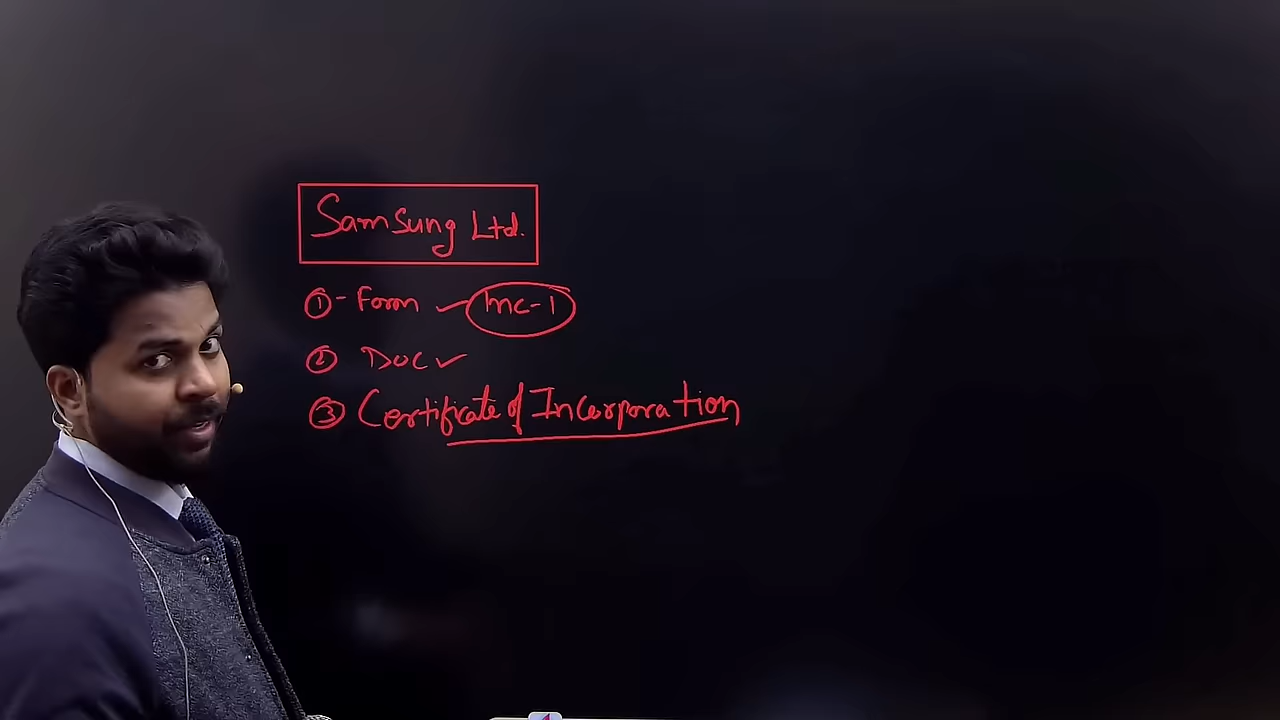 Samsung Ltd.
① - Form ✓ Inc-1
② Doc ✓
③ Certificate of Incorporation